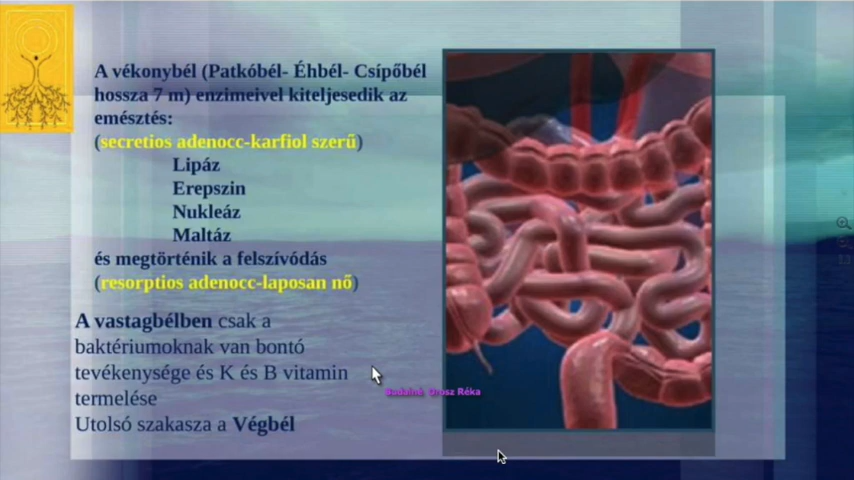 A vékonybél (Patkóbél- Éhbél- Csípőbél
hossza 7 m) enzimeivel kiteljesedik az
emésztés:
(secretios adenocc-karfiol szerű)
Lipáz
Erepszin
Nukleáz
Maltáz
és megtörténik a felszívódás
(resorptios adenocc-laposan nő)
A vastagbélben csak a
baktériumoknak van bontó
tevékenysége és K és B vitamin
termelése
Utolsó szakasza a Végbél
Orosz Réka